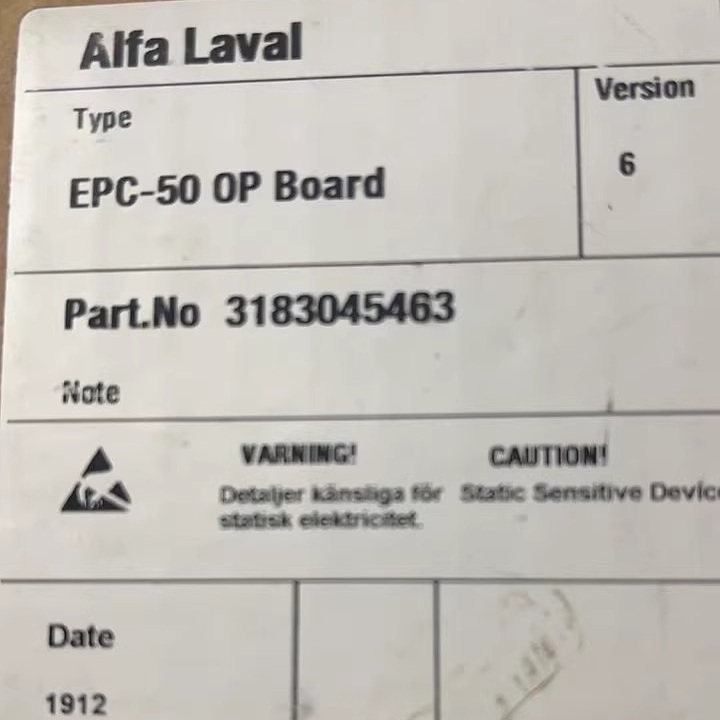 Alfa Laval
Type
Version
EPC-50 OP Board
6
Part.No 3183045463
Note
VARNING!
CAUTION!
Detaljer känsliga för
statisk elektricitet.
Static Sensitive Device
Date
1912